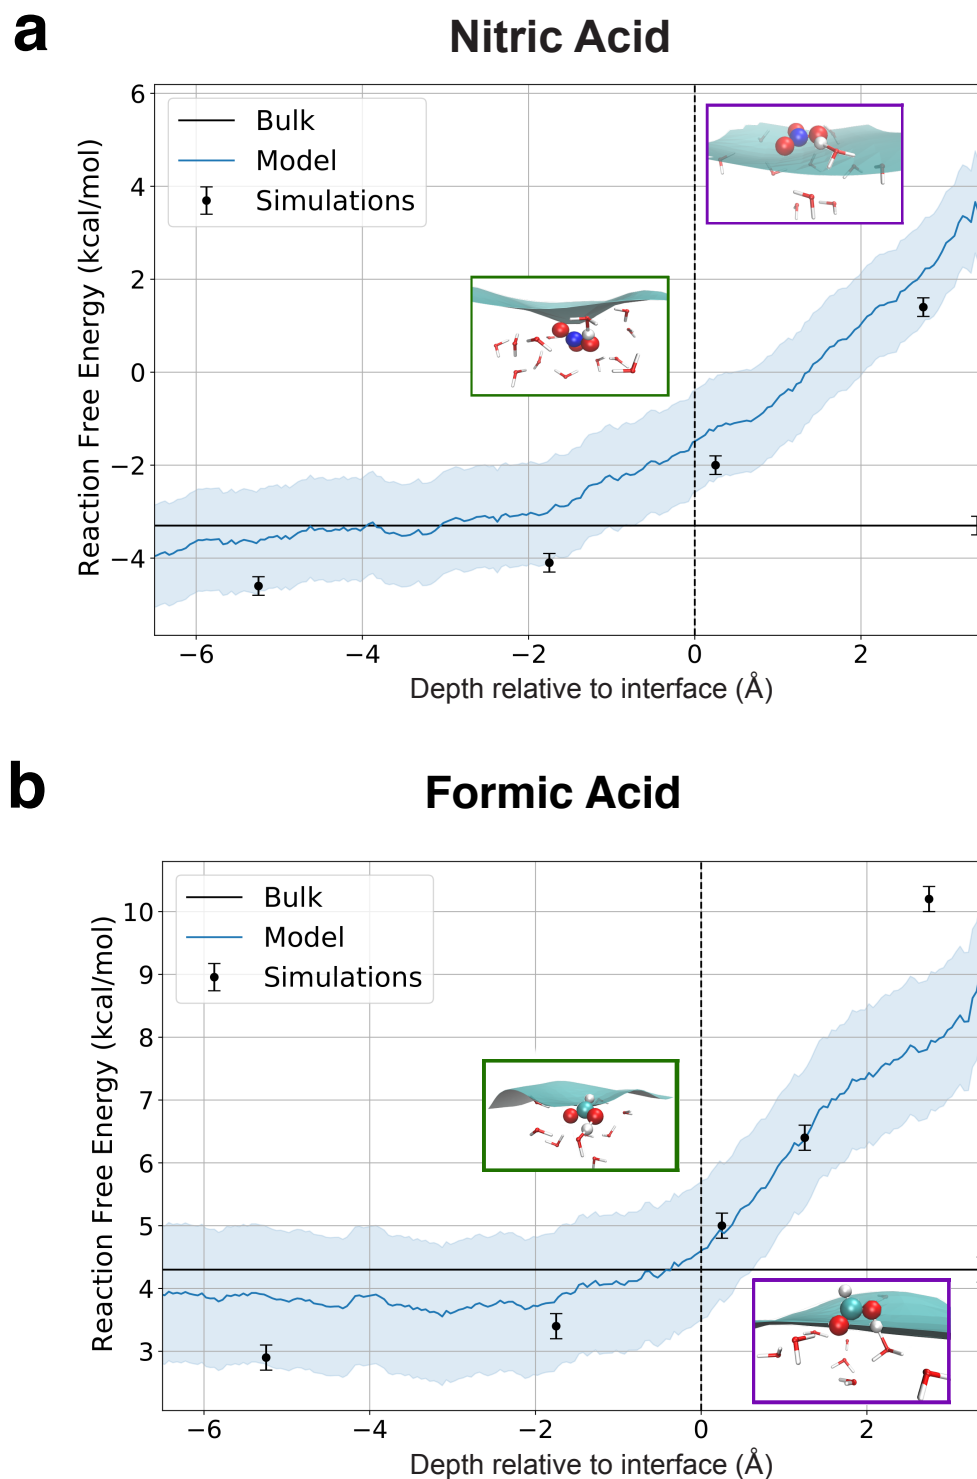 a
Nitric Acid
6
4
2
0
−2
−4
Reaction Free Energy (kcal/mol)
Bulk
Model
Simulations
−6
−4
−2
0
2
Depth relative to interface (Å)
b
Formic Acid
10
9
8
7
6
5
4
3
Reaction Free Energy (kcal/mol)
Bulk
Model
Simulations
−6
−4
−2
0
2
Depth relative to interface (Å)